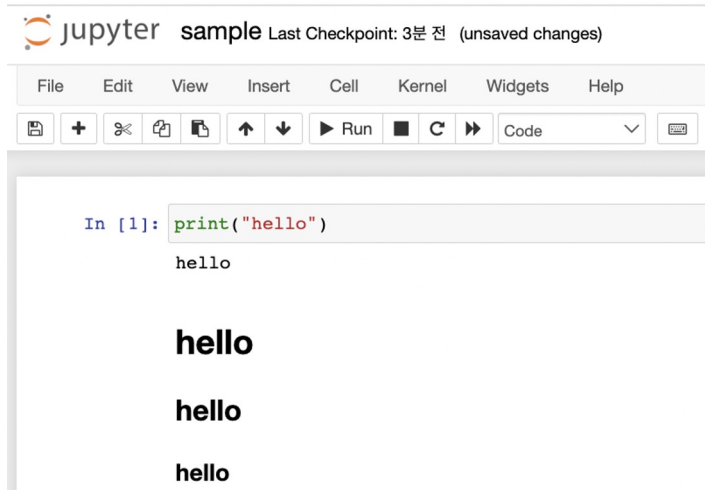 jupyter sample Last Checkpoint: 3분 전 (unsaved changes)
File Edit View Insert Cell Kernel Widgets Help
Run Code
In [1]: print("hello")
hello
hello
hello
hello